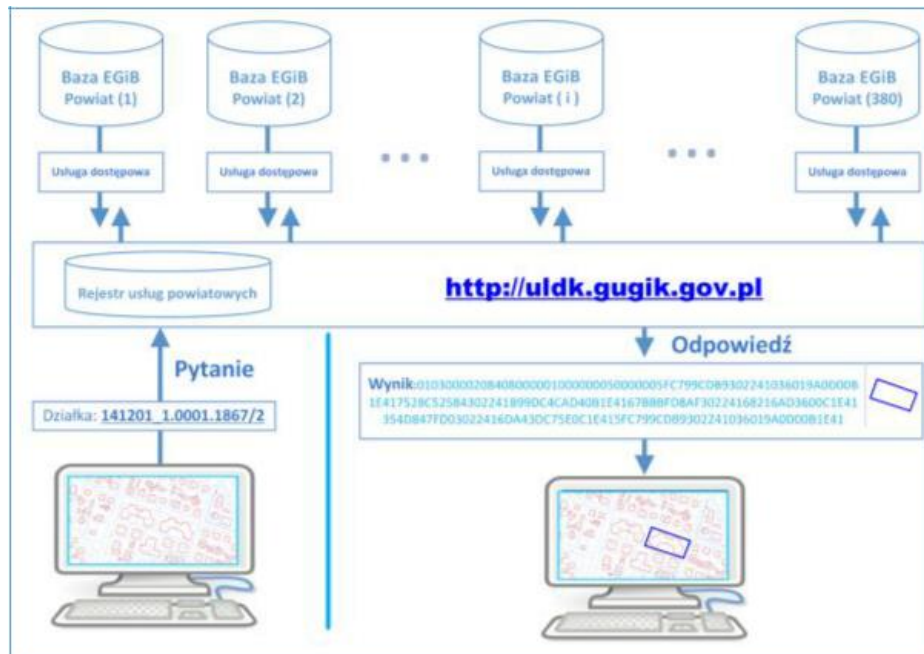 Baza EGiB
Powiat (1)
Baza EGiB
Powiat (2)
Baza EGiB
Powiat ( i )
Baza EGiB
Powiat (380)
...
...
Usługa dostępowa
Usługa dostępowa
Usługa dostępowa
Usługa dostępowa
Rejestr usług powiatowych
http://uldk.gugik.gov.pl
Pytanie
Działka: 141201_1.0001.1867/2
Odpowiedź
Wynik: